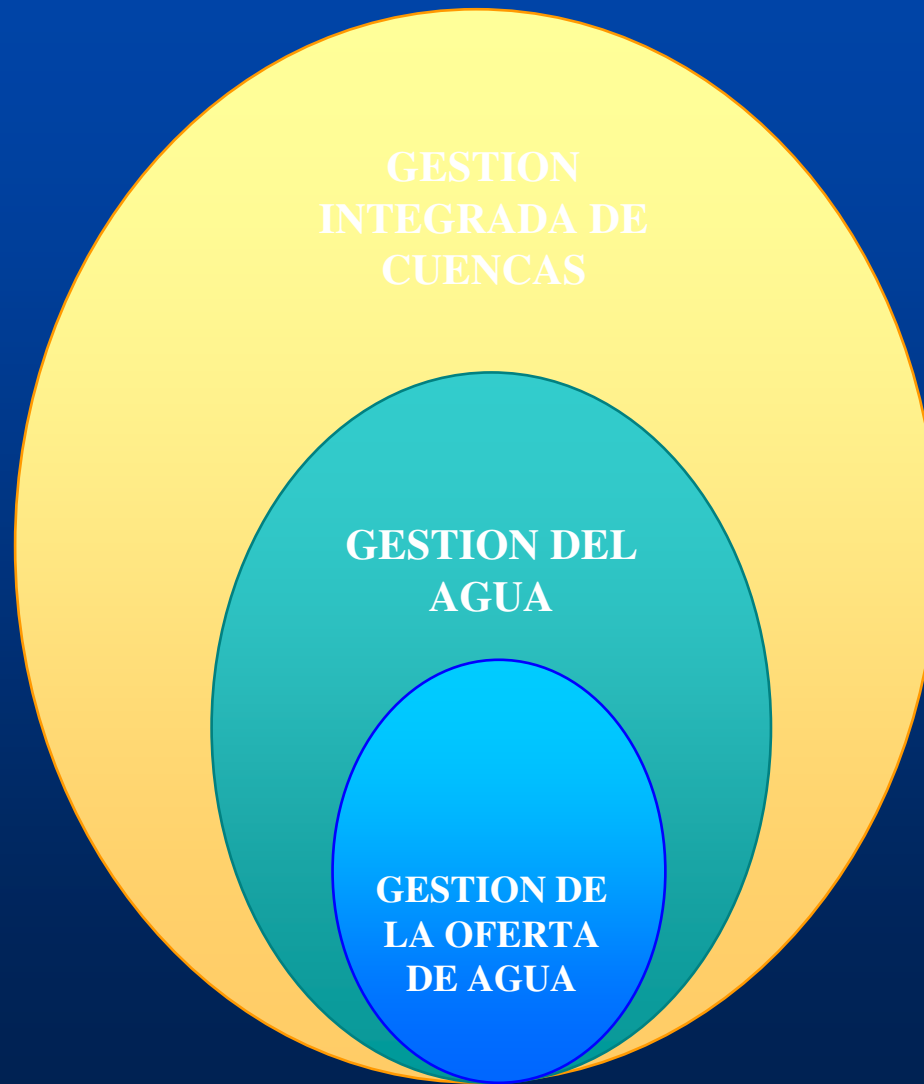 GESTION
INTEGRADA DE
CUENCAS
GESTION DEL
AGUA
GESTION DE
LA OFERTA
DE AGUA